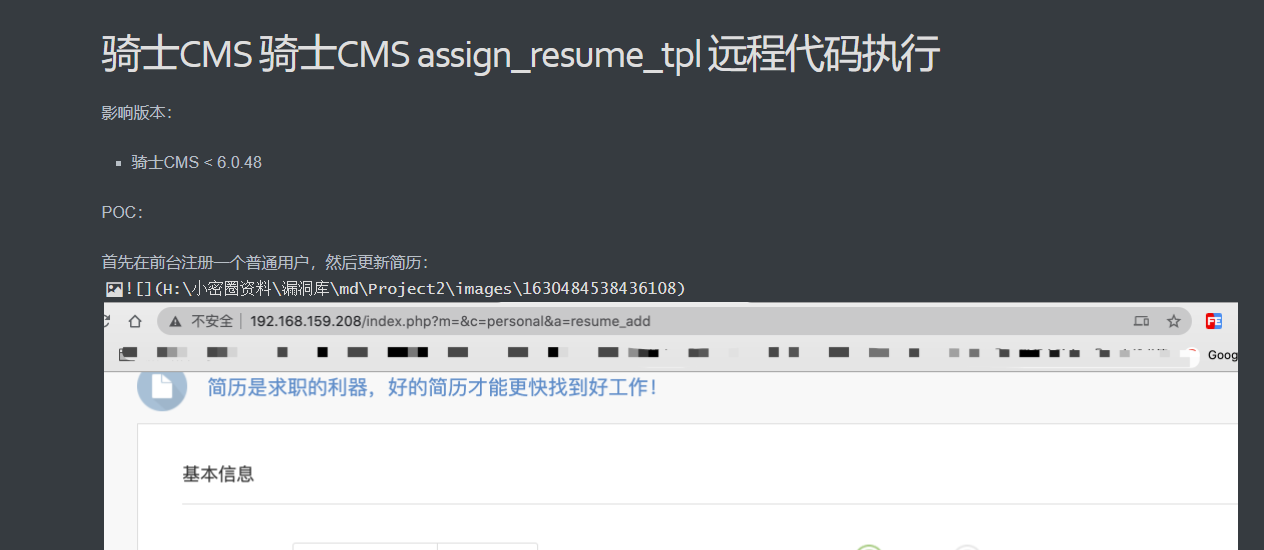 骑士CMS 骑士CMS assign_resume_tpl 远程代码执行
影响版本：
骑士CMS < 6.0.48
POC：
首先在前台注册一个普通用户，然后更新简历：
![](H:\小密圈资料\漏洞库\md\Project2\images\1630484538436108)
不安全 | 192.168.159.208/index.php?m=&c=personal&a=resume_add
Goog
简历是求职的利器，好的简历才能更快找到好工作！
基本信息